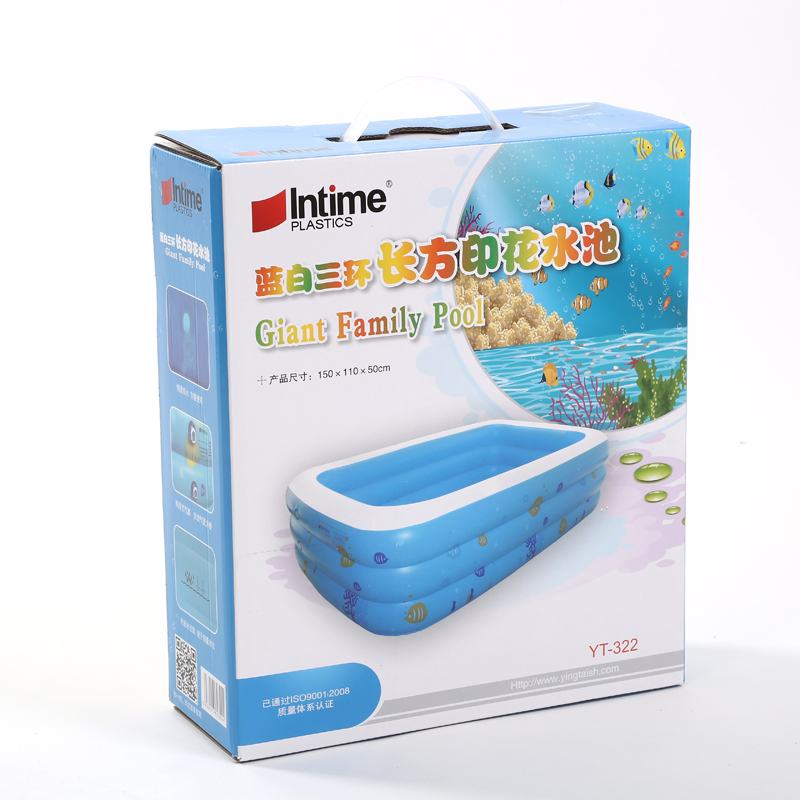 Intime®
PLASTICS
蓝白三环长方印花水池
Giant Family Pool
产品尺寸：150×110×50cm
YT-322
Http://www.yingtaish.com
已通过ISO9001:2008
质量体系认证
Intime
PLASTICS
蓝白三环长方印花水池
Giant Family Pool